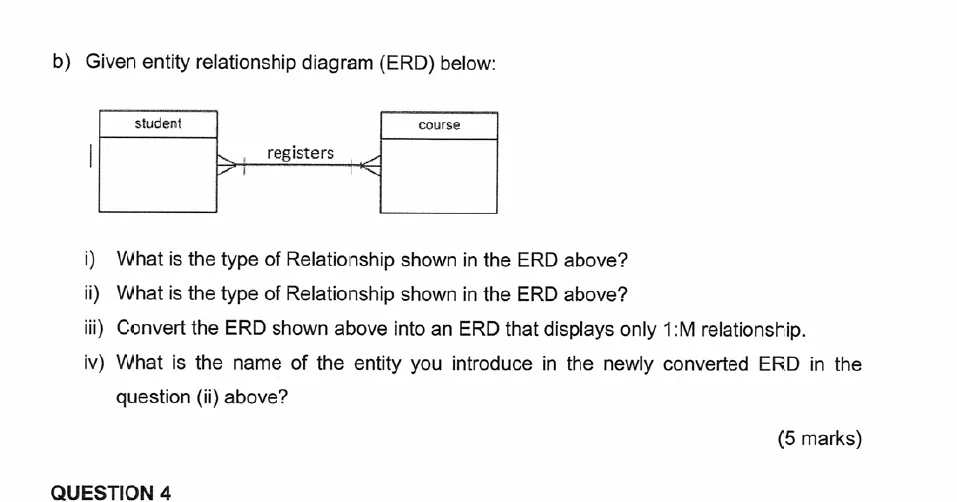 b) Given entity relationship diagram (ERD) below:
student
course
registers
i) What is the type of Relationship shown in the ERD above?
ii) What is the type of Relationship shown in the ERD above?
iii) Convert the ERD shown above into an ERD that displays only 1:M relationship.
iv) What is the name of the entity you introduce in the newly converted ERD in the
question (ii) above?
(5 marks)
QUESTION 4